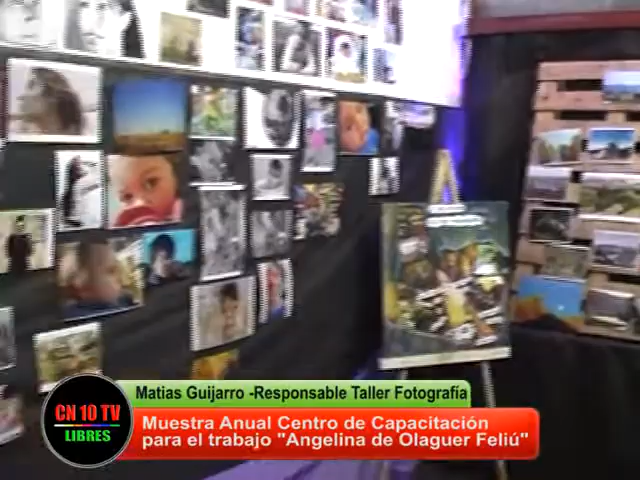 CN 10 TV
LIBRES
Matias Guijarro -Responsable Taller Fotografía
Muestra Anual Centro de Capacitación
para el trabajo "Angelina de Olaguer Feliú"